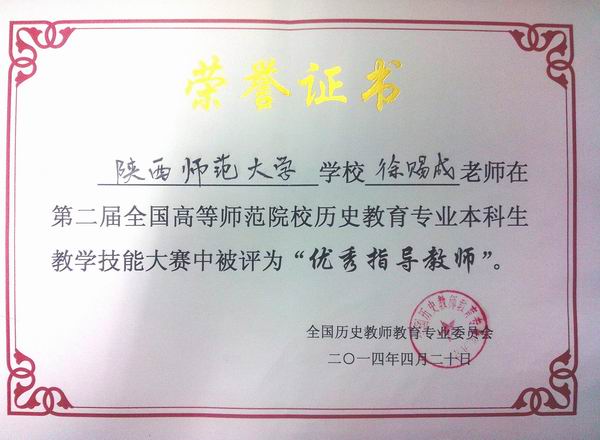 荣誉证书
陕西师范大学 学校 徐赐成 老师在
第二届全国高等师范院校历史教育专业本科生
教学技能大赛中被评为“优秀指导教师”。
全国历史教师教育专业委员会
二〇一四年四月二十日